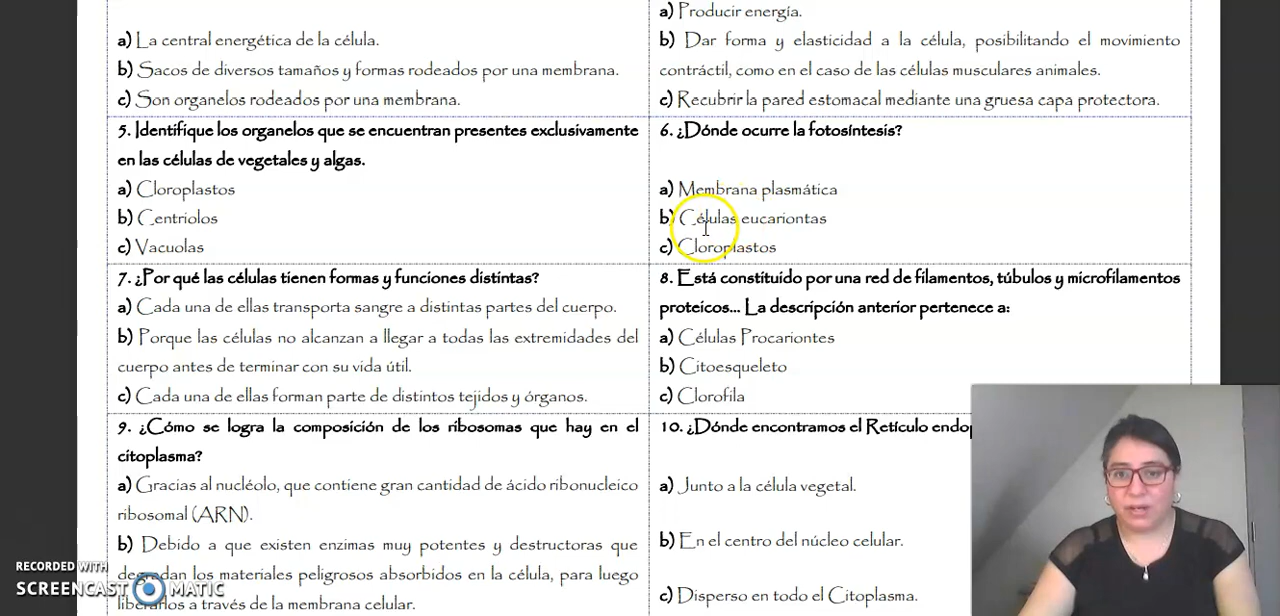 a) La central energética de la célula.
b) Sacos de diversos tamaños y formas rodeados por una membrana.
c) Son organelos rodeados por una membrana.
a) Producir energía.
b) Dar forma y elasticidad a la célula, posibilitando el movimiento
contráctil, como en el caso de las células musculares animales.
c) Recubrir la pared estomacal mediante una gruesa capa protectora.
5. Identifique los organelos que se encuentran presentes exclusivamente
en las células de vegetales y algas.
a) Cloroplastos
b) Centriolos
c) Vacuolas
6. ¿Dónde ocurre la fotosíntesis?
a) Membrana plasmática
b) Células eucariontas
c) Cloroplastos
7. ¿Por qué las células tienen formas y funciones distintas?
a) Cada una de ellas transporta sangre a distintas partes del cuerpo.
b) Porque las células no alcanzan a llegar a todas las extremidades del
cuerpo antes de terminar con su vida útil.
c) Cada una de ellas forman parte de distintos tejidos y órganos.
8. Está constituido por una red de filamentos, túbulos y microfilamentos
proteicos... La descripción anterior pertenece a:
a) Células Procariontes
b) Citoesqueleto
c) Clorofila
9. ¿Cómo se logra la composición de los ribosomas que hay en el
citoplasma?
a) Gracias al nucléolo, que contiene gran cantidad de ácido ribonucleico
ribosomal (ARN).
b) Debido a que existen enzimas muy potentes y destructoras que
degradan los materiales peligrosos absorbidos en la célula, para luego
liberarlos a través de la membrana celular.
10. ¿Dónde encontramos el Retículo endop
a) Junto a la célula vegetal.
b) En el centro del núcleo celular.
c) Disperso en todo el Citoplasma.
RECORDED WITH
SCREENCAST MATIC